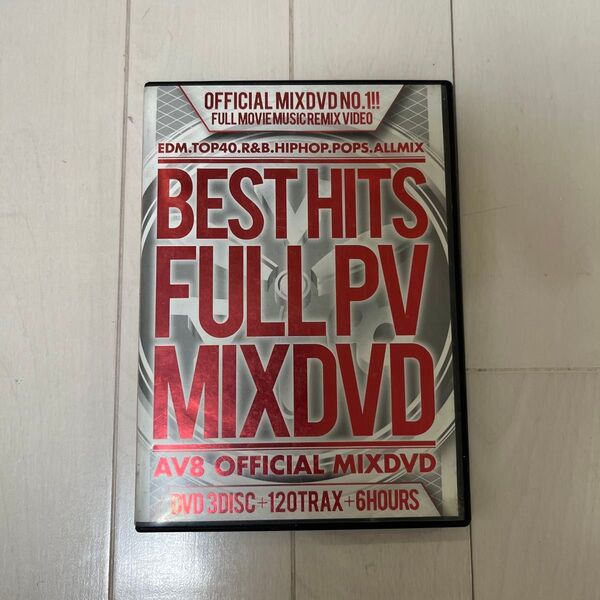 OFFICIAL MIXDVD NO.1!!
FULL MOVIE MUSIC REMIX VIDEO
EDM.TOP40.R&B.HIPHOP.POPS.ALLMIX
BEST HITS
FULL PV
MIXDVD
AV8 OFFICIAL MIXDVD
DVD 3DISC+120TRAX+6HOURS